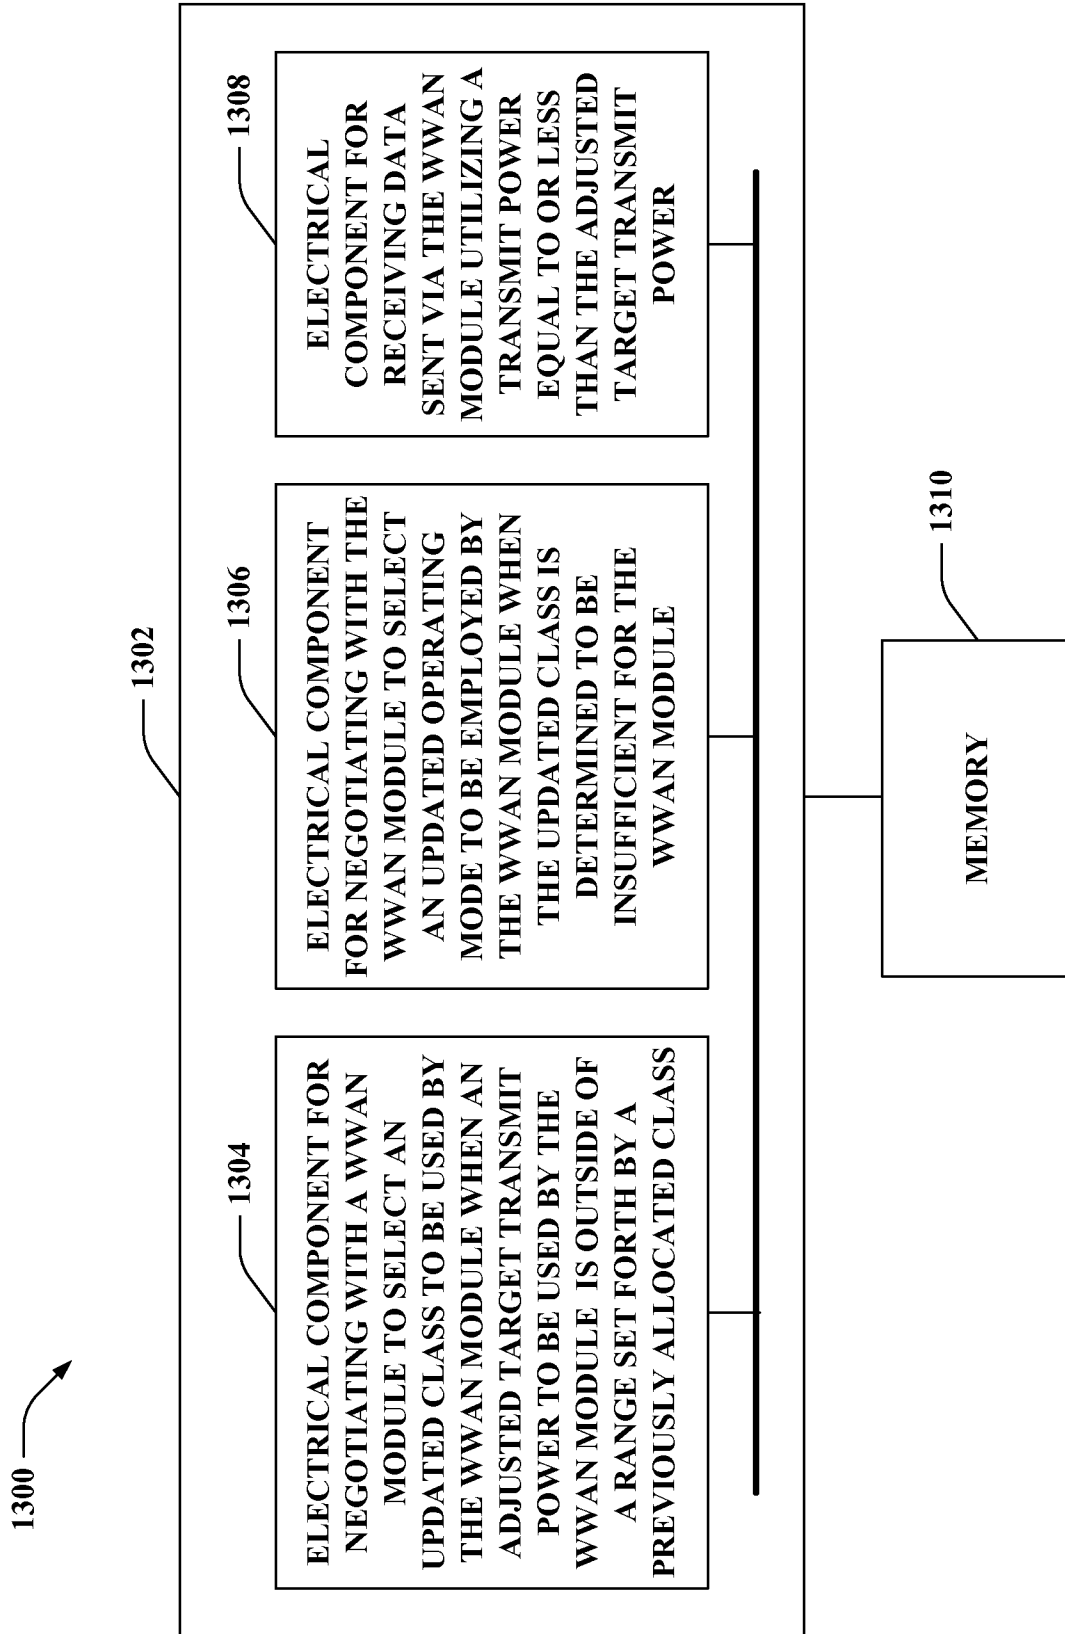 1300
1302
1304
ELECTRICAL COMPONENT FOR
NEGOTIATING WITH A WWAN
MODULE TO SELECT AN
UPDATED CLASS TO BE USED BY
THE WWAN MODULE WHEN AN
ADJUSTED TARGET TRANSMIT
POWER TO BE USED BY THE
WWAN MODULE IS OUTSIDE OF
A RANGE SET FORTH BY A
PREVIOUSLY ALLOCATED CLASS
1306
ELECTRICAL COMPONENT
FOR NEGOTIATING WITH THE
WWAN MODULE TO SELECT
AN UPDATED OPERATING
MODE TO BE EMPLOYED BY
THE WWAN MODULE WHEN
THE UPDATED CLASS IS
DETERMINED TO BE
INSUFFICIENT FOR THE
WWAN MODULE
1308
ELECTRICAL
COMPONENT FOR
RECEIVING DATA
SENT VIA THE WWAN
MODULE UTILIZING A
TRANSMIT POWER
EQUAL TO OR LESS
THAN THE ADJUSTED
TARGET TRANSMIT
POWER
1310
MEMORY